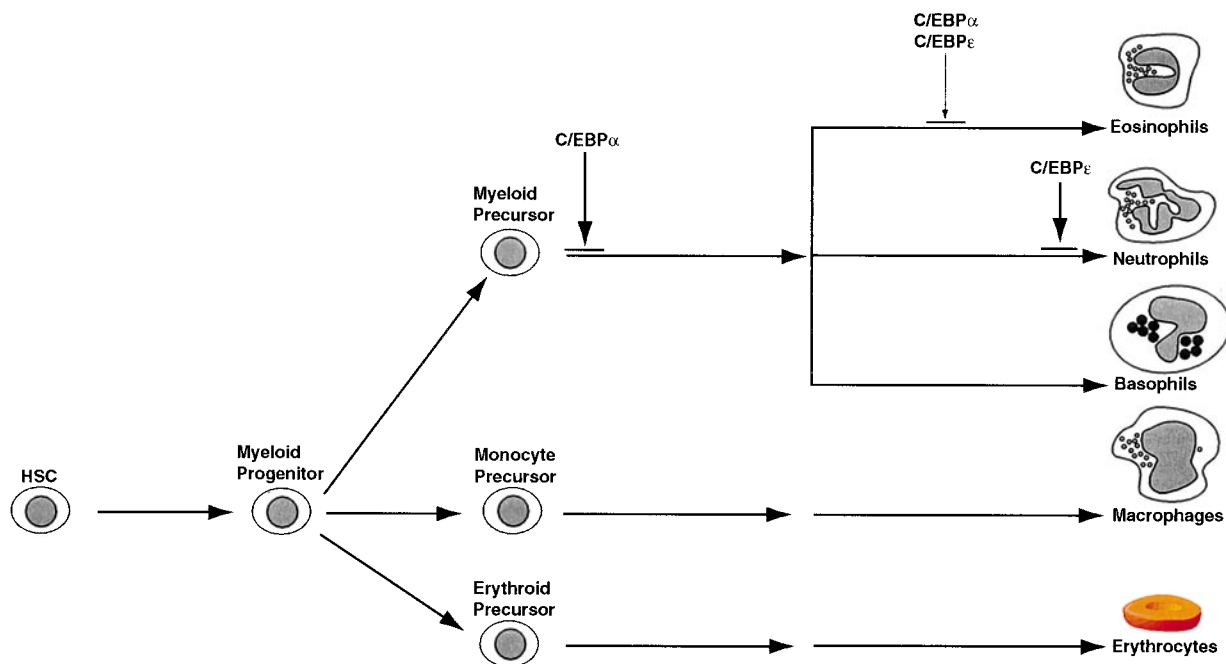 C/EBPα
C/EBPε
Eosinophils
C/EBPα
C/EBPε
Myeloid
Precursor
Neutrophils
Basophils
Myeloid
Progenitor
Monocyte
Precursor
HSC
Macrophages
Erythroid
Precursor
Erythrocytes